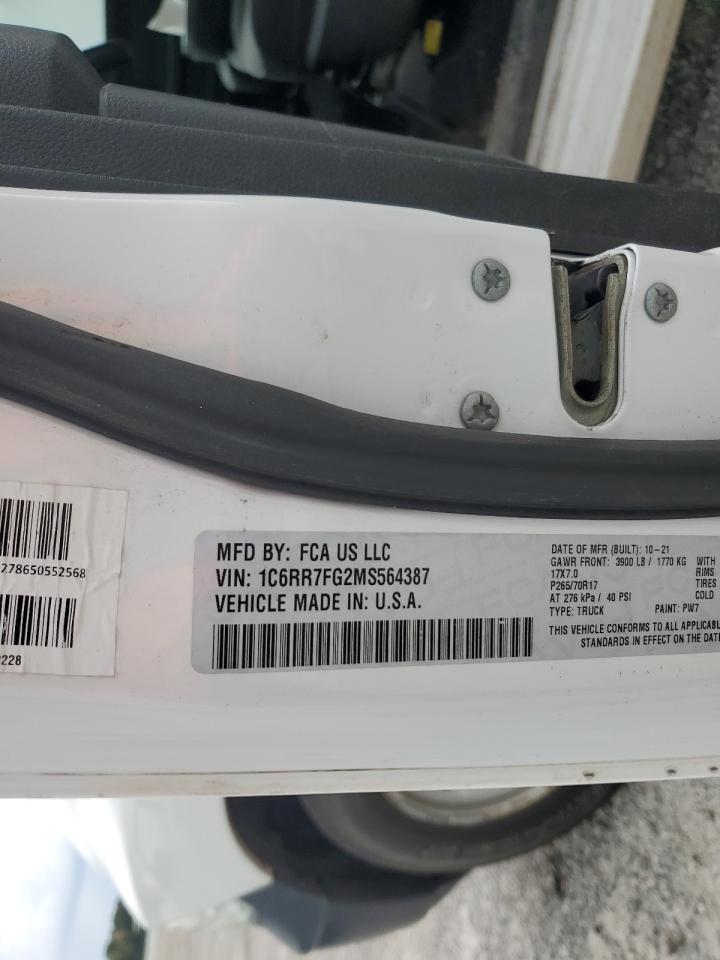 278650552568
228
MFD BY: FCA US LLC
VIN: 1C6RR7FG2MS564387
VEHICLE MADE IN: U.S.A.
DATE OF MFR (BUILT): 10-21
GAWR FRONT: 3900 LB / 1770 KG WITH
17X7.0 RIMS
P265/70R17
AT 276 kPa / 40 PSI COLD
TYPE: TRUCK PAINT: PW7
THIS VEHICLE CONFORMS TO ALL APPLICABL
STANDARDS IN EFFECT ON THE DATE